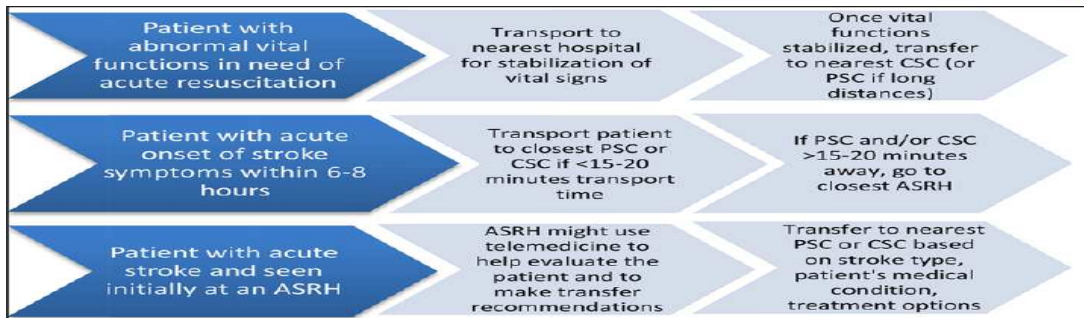 Patient with
abnormal vital
functions in need of
acute resuscitation
Transport to
nearest hospital
for stabilization of
vital signs
Once vital
functions
stabilized, transfer
to nearest CSC (or
PSC if long
distances)
Patient with acute
onset of stroke
symptoms within 6-8
hours
Transport patient
to closest PSC or
CSC if <15-20
minutes transport
time
If PSC and/or CSC
>15-20 minutes
away, go to
closest ASRH
Patient with acute
stroke and seen
initially at an ASRH
ASRH might use
telemedicine to
help evaluate the
patient and to
make transfer
recommendations
Transfer to nearest
PSC or CSC based
on stroke type,
patient's medical
condition,
treatment options